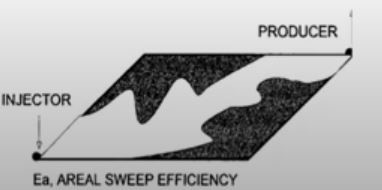 PRODUCER
INJECTOR
Ea, AREAL SWEEP EFFICIENCY